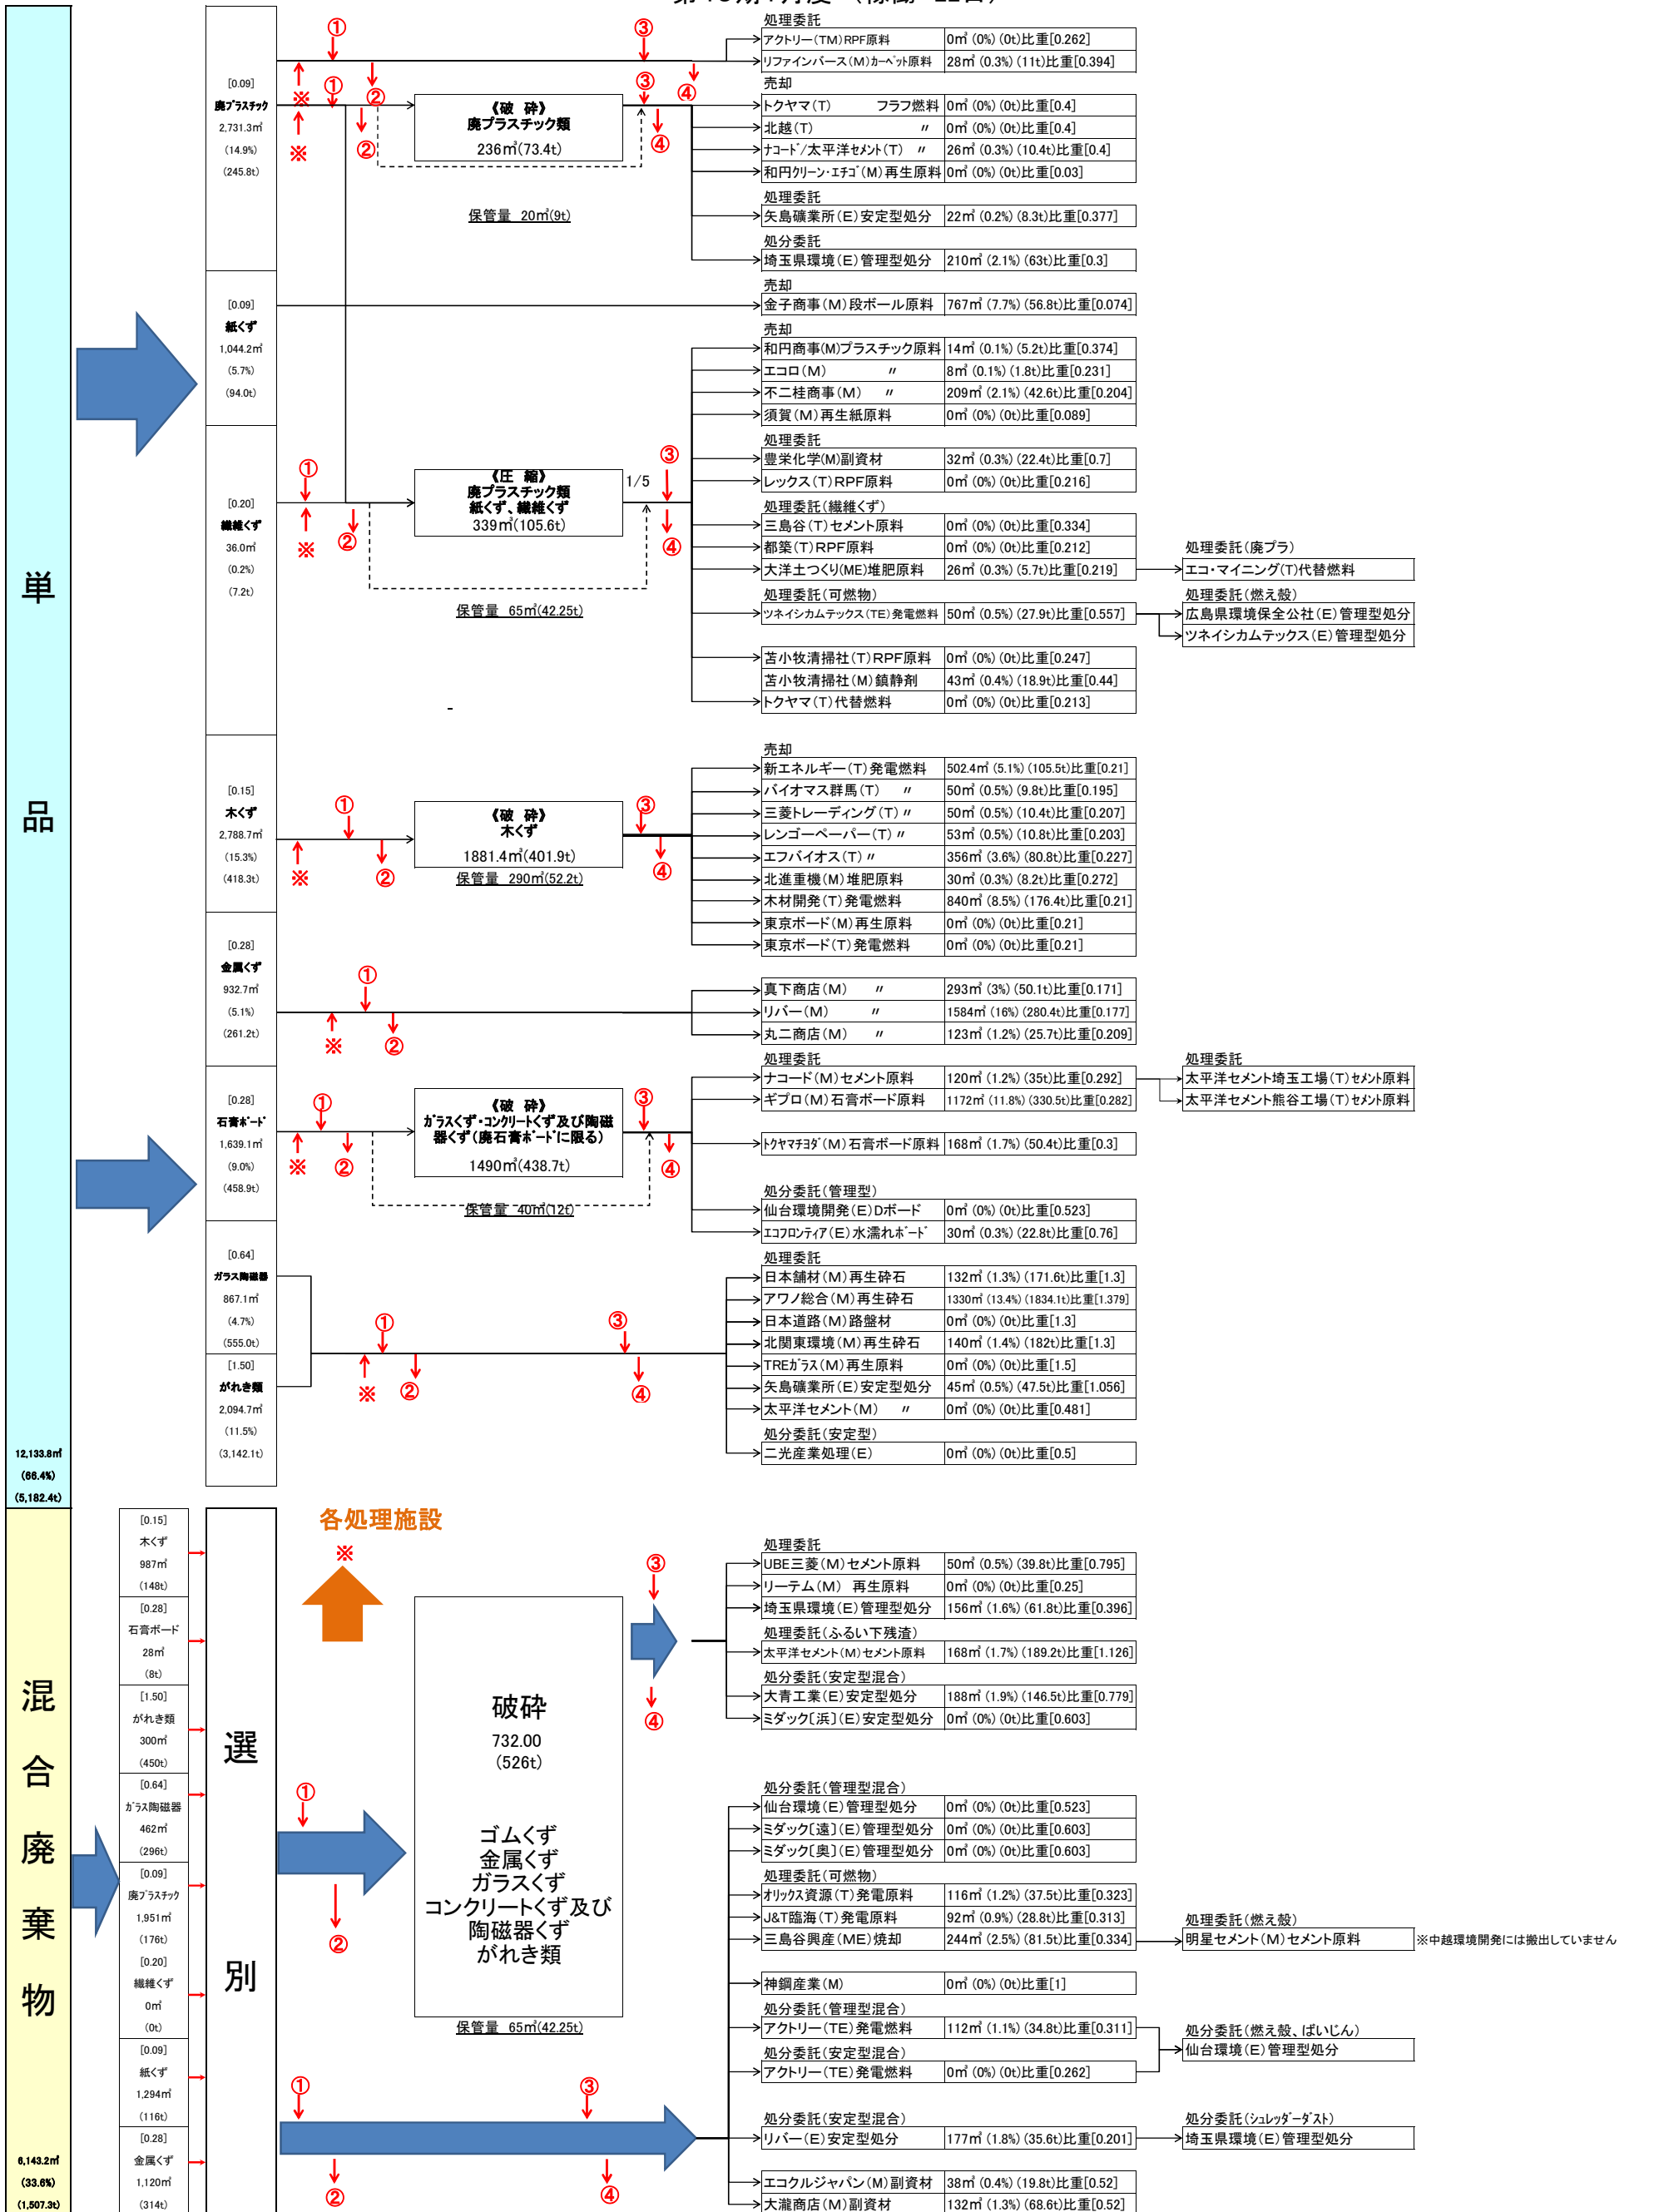 処理委託
アクトリー(TM)RPF原料 0㎥ (0%) (0t)比重[0.262]
リファインバース(M)カーペット原料 28㎥ (0.3%) (11t)比重[0.394]
売却
トクヤマ(T) フラフ燃料 0㎥ (0%) (0t)比重[0.4]
北越(T) 〃 0㎥ (0%) (0t)比重[0.4]
ナコード/太平洋セメント(T) 〃 26㎥ (0.3%) (10.4t)比重[0.4]
和円クリーン・エチゴ(M)再生原料 0㎥ (0%) (0t)比重[0.03]
処理委託
矢島礦業所(E)安定型処分 22㎥ (0.2%) (8.3t)比重[0.377]
処分委託
埼玉県環境(E)管理型処分 210㎥ (2.1%) (63t)比重[0.3]
① ③
① ③
※ ② ④
※ ② ④
[0.09]
廃プラスチック
2,731.3㎥
(14.9%)
(245.8t)
《破 砕》
廃プラスチック類
236㎥(73.4t)
保管量 20㎥(9t)
[0.09]
紙くず
1,044.2㎥
(5.7%)
(94.0t)
売却
金子商事(M)段ボール原料 767㎥ (7.7%) (56.8t)比重[0.074]
売却
和円商事(M)プラスチック原料 14㎥ (0.1%) (5.2t)比重[0.374]
エコロ(M) 〃 8㎥ (0.1%) (1.8t)比重[0.231]
不二桂商事(M) 〃 209㎥ (2.1%) (42.6t)比重[0.204]
須賀(M)再生紙原料 0㎥ (0%) (0t)比重[0.089]
処理委託
豊栄化学(M)副資材 32㎥ (0.3%) (22.4t)比重[0.7]
レックス(T)RPF原料 0㎥ (0%) (0t)比重[0.216]
処理委託(繊維くず)
三島谷(T)セメント原料 0㎥ (0%) (0t)比重[0.334]
都築(T)RPF原料 0㎥ (0%) (0t)比重[0.212]
大洋土つくり(ME)堆肥原料 26㎥ (0.3%) (5.7t)比重[0.219]
処理委託(廃プラ)
エコ・マイニング(T)代替燃料
処理委託(可燃物)
ツネイシカムテックス(TE)発電燃料 50㎥ (0.5%) (27.9t)比重[0.557]
処理委託(燃え殻)
広島県環境保全公社(E)管理型処分
ツネイシカムテックス(E)管理型処分
苫小牧清掃社(T)RPF原料 0㎥ (0%) (0t)比重[0.247]
苫小牧清掃社(M)鎮静剤 43㎥ (0.4%) (18.9t)比重[0.44]
トクヤマ(T)代替燃料 0㎥ (0%) (0t)比重[0.213]
[0.20]
繊維くず
36.0㎥
(0.2%)
(7.2t)
① ③
※ ② ④
《圧 縮》
廃プラスチック類
紙くず、繊維くず
339㎥(105.6t)
1/5
保管量 65㎥(42.25t)
-
単
品
12,133.8㎥
(66.4%)
(5,182.4t)
[0.15]
木くず
2,788.7㎥
(15.3%)
(418.3t)
① ③
※ ② ④
《破 砕》
木くず
1881.4㎥(401.9t)
保管量 290㎥(52.2t)
売却
新エネルギー(T)発電燃料 502.4㎥ (5.1%) (105.5t)比重[0.21]
バイオマス群馬(T) 〃 50㎥ (0.5%) (9.8t)比重[0.195]
三菱トレーディング(T)〃 50㎥ (0.5%) (10.4t)比重[0.207]
レンゴーペーパー(T)〃 53㎥ (0.5%) (10.8t)比重[0.203]
エフバイオス(T)〃 356㎥ (3.6%) (80.8t)比重[0.227]
北進重機(M)堆肥原料 30㎥ (0.3%) (8.2t)比重[0.272]
木材開発(T)発電燃料 840㎥ (8.5%) (176.4t)比重[0.21]
東京ボード(M)再生原料 0㎥ (0%) (0t)比重[0.21]
東京ボード(T)発電燃料 0㎥ (0%) (0t)比重[0.21]
[0.28]
金属くず
932.7㎥
(5.1%)
(261.2t)
①
※ ②
真下商店(M) 〃 293㎥ (3%) (50.1t)比重[0.171]
リバー(M) 〃 1584㎥ (16%) (280.4t)比重[0.177]
丸二商店(M) 〃 123㎥ (1.2%) (25.7t)比重[0.209]
[0.28]
石膏ボード
1,639.1㎥
(9.0%)
(458.9t)
① ③
※ ② ④
《破 砕》
ガラスくず・コンクリートくず及び陶磁
器くず(廃石膏ボードに限る)
1490㎥(438.7t)
保管量 40㎥(12t)
処理委託
ナコード(M)セメント原料 120㎥ (1.2%) (35t)比重[0.292]
ギプロ(M)石膏ボード原料 1172㎥ (11.8%) (330.5t)比重[0.282]
処理委託
太平洋セメント埼玉工場(T)セメント原料
太平洋セメント熊谷工場(T)セメント原料
トクヤマチヨダ(M)石膏ボード原料 168㎥ (1.7%) (50.4t)比重[0.3]
処分委託(管理型)
仙台環境開発(E)Dボード 0㎥ (0%) (0t)比重[0.523]
エコフロンティア(E)水濡れボード 30㎥ (0.3%) (22.8t)比重[0.76]
[0.64]
ガラス陶磁器
867.1㎥
(4.7%)
(555.0t)
[1.50]
がれき類
2,094.7㎥
(11.5%)
(3,142.1t)
① ③
※ ② ④
処理委託
日本舗材(M)再生砕石 132㎥ (1.3%) (171.6t)比重[1.3]
アワノ総合(M)再生砕石 1330㎥ (13.4%) (1834.1t)比重[1.379]
日本道路(M)路盤材 0㎥ (0%) (0t)比重[1.3]
北関東環境(M)再生砕石 140㎥ (1.4%) (182t)比重[1.3]
TREガラス(M)再生原料 0㎥ (0%) (0t)比重[1.5]
矢島礦業所(E)安定型処分 45㎥ (0.5%) (47.5t)比重[1.056]
太平洋セメント(M) 〃 0㎥ (0%) (0t)比重[0.481]
処分委託(安定型)
二光産業処理(E) 0㎥ (0%) (0t)比重[0.5]
混
合
廃
棄
物
6,143.2㎥
(33.6%)
(1,507.3t)
[0.15]
木くず
987㎥
(148t)
[0.28]
石膏ボード
28㎥
(8t)
[1.50]
がれき類
300㎥
(450t)
[0.64]
ガラス陶磁器
462㎥
(296t)
[0.09]
廃プラスチック
1,951㎥
(176t)
[0.20]
繊維くず
0㎥
(0t)
[0.09]
紙くず
1,294㎥
(116t)
[0.28]
金属くず
1,120㎥
(314t)
選
別
各処理施設
※
① ③
② ④
破砕
732.00
(526t)
ゴムくず
金属くず
ガラスくず
コンクリートくず及び
陶磁器くず
がれき類
保管量 65㎥(42.25t)
① ③
② ④
処理委託
UBE三菱(M)セメント原料 50㎥ (0.5%) (39.8t)比重[0.795]
リーテム(M) 再生原料 0㎥ (0%) (0t)比重[0.25]
埼玉県環境(E)管理型処分 156㎥ (1.6%) (61.8t)比重[0.396]
処理委託(ふるい下残渣)
太平洋セメント(M)セメント原料 168㎥ (1.7%) (189.2t)比重[1.126]
処分委託(安定型混合)
大青工業(E)安定型処分 188㎥ (1.9%) (146.5t)比重[0.779]
ミダック〔浜〕(E)安定型処分 0㎥ (0%) (0t)比重[0.603]
処分委託(管理型混合)
仙台環境(E)管理型処分 0㎥ (0%) (0t)比重[0.523]
ミダック〔遠〕(E)管理型処分 0㎥ (0%) (0t)比重[0.603]
ミダック〔奥〕(E)管理型処分 0㎥ (0%) (0t)比重[0.603]
処理委託(可燃物)
オリックス資源(T)発電原料 116㎥ (1.2%) (37.5t)比重[0.323]
J&T臨海(T)発電原料 92㎥ (0.9%) (28.8t)比重[0.313]
三島谷興産(ME)焼却 244㎥ (2.5%) (81.5t)比重[0.334]
処理委託(燃え殻)
明星セメント(M)セメント原料 ※中越環境開発には搬出していません
神鋼産業(M) 0㎥ (0%) (0t)比重[1]
処分委託(管理型混合)
アクトリー(TE)発電燃料 112㎥ (1.1%) (34.8t)比重[0.311]
処分委託(安定型混合)
アクトリー(TE)発電燃料 0㎥ (0%) (0t)比重[0.262]
処分委託(燃え殻、ばいじん)
仙台環境(E)管理型処分
処分委託(安定型混合)
リバー(E)安定型処分 177㎥ (1.8%) (35.6t)比重[0.201]
処分委託(シュレッダーダスト)
埼玉県環境(E)管理型処分
エコクルジャパン(M)副資材 38㎥ (0.4%) (19.8t)比重[0.52]
大瀧商店(M)副資材 132㎥ (1.3%) (68.6t)比重[0.52]